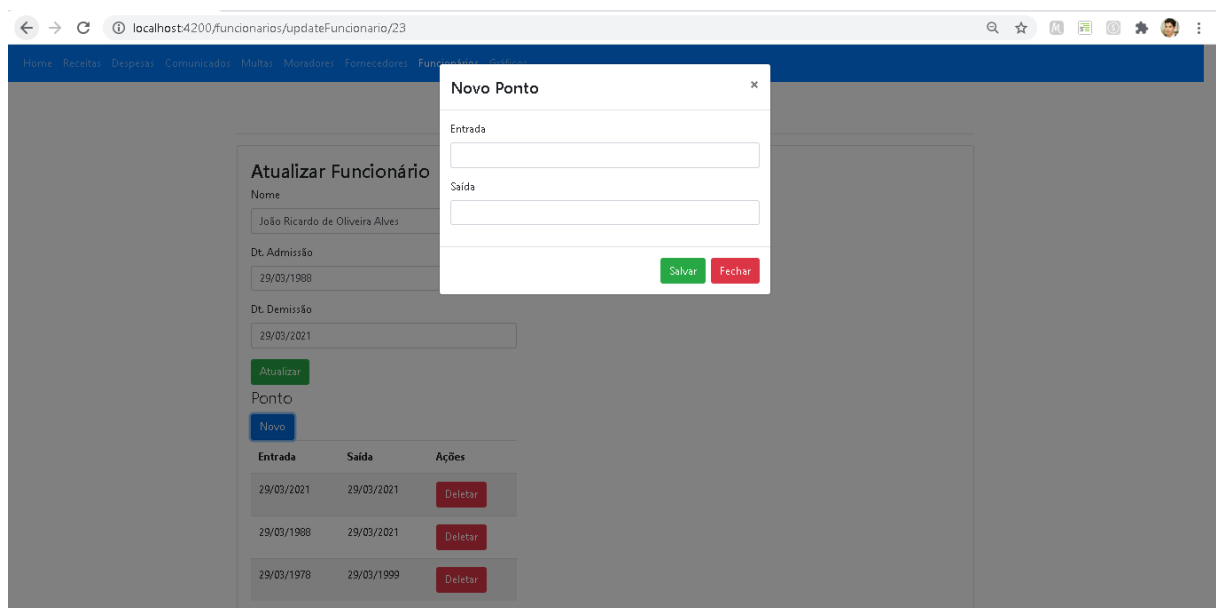 localhost:4200/funcionarios/updateFuncionario/23
Home Receitas Despesas Comunicados Multas Moradores Fornecedores Funcionários Gráficos
Novo Ponto ×
Entrada
Saída
Salvar Fechar
Atualizar Funcionário
Nome
João Ricardo de Oliveira Alves
Dt. Admissão
29/03/1988
Dt. Demissão
29/03/2021
Atualizar
Ponto
Novo
Entrada Saída Ações
29/03/2021 29/03/2021 Deletar
29/03/1988 29/03/2021 Deletar
29/03/1978 29/03/1999 Deletar